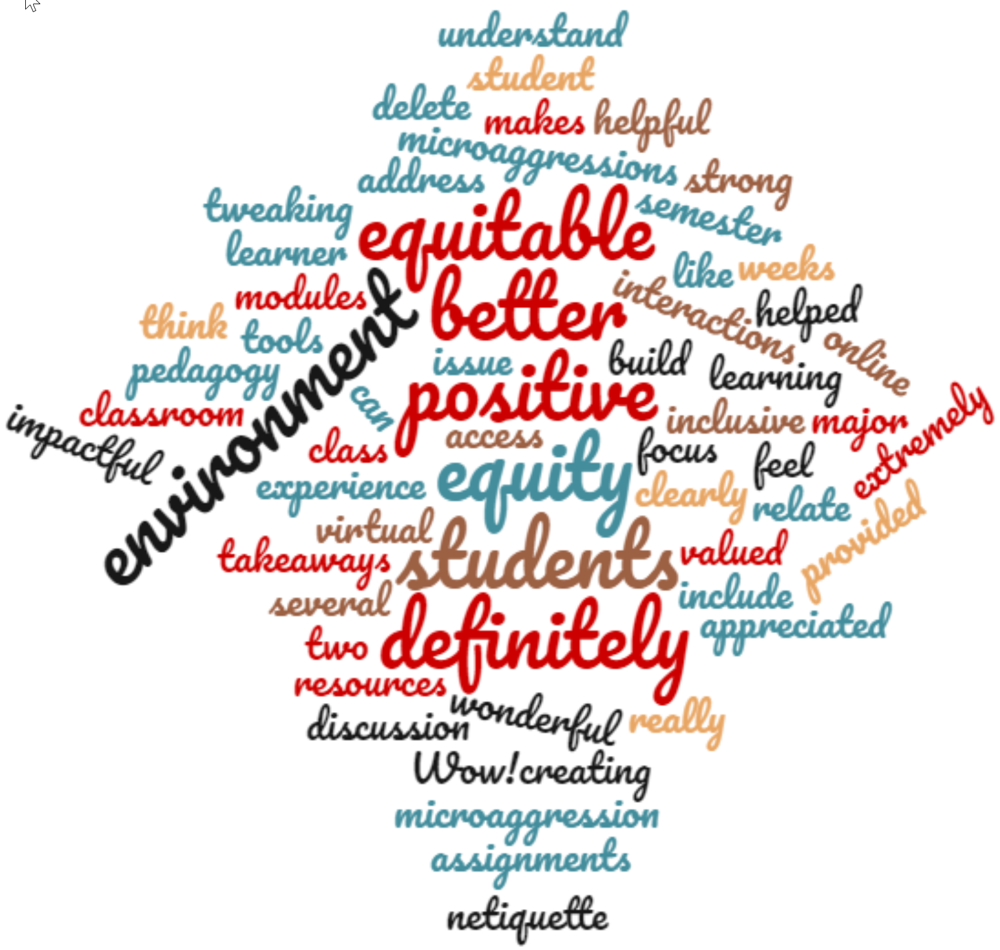 understand
student
delete
makes helpful
microaggressions
address
strong
tweaking
equitable
semester
learner
like weeks
modules
better
interactions
helped
think
tools
environment
issue
build
learning
online
pedagogy
can
positive
classroom
inclusive major
extremely
impactful
class
access
focus
feel
experience
equity
clearly
relate
provided
virtual
takeaways
students
valued
several
include
appreciated
two
definitely
resources
discussion
wonderful
really
Wow!creating
microaggression
assignments
netiquette